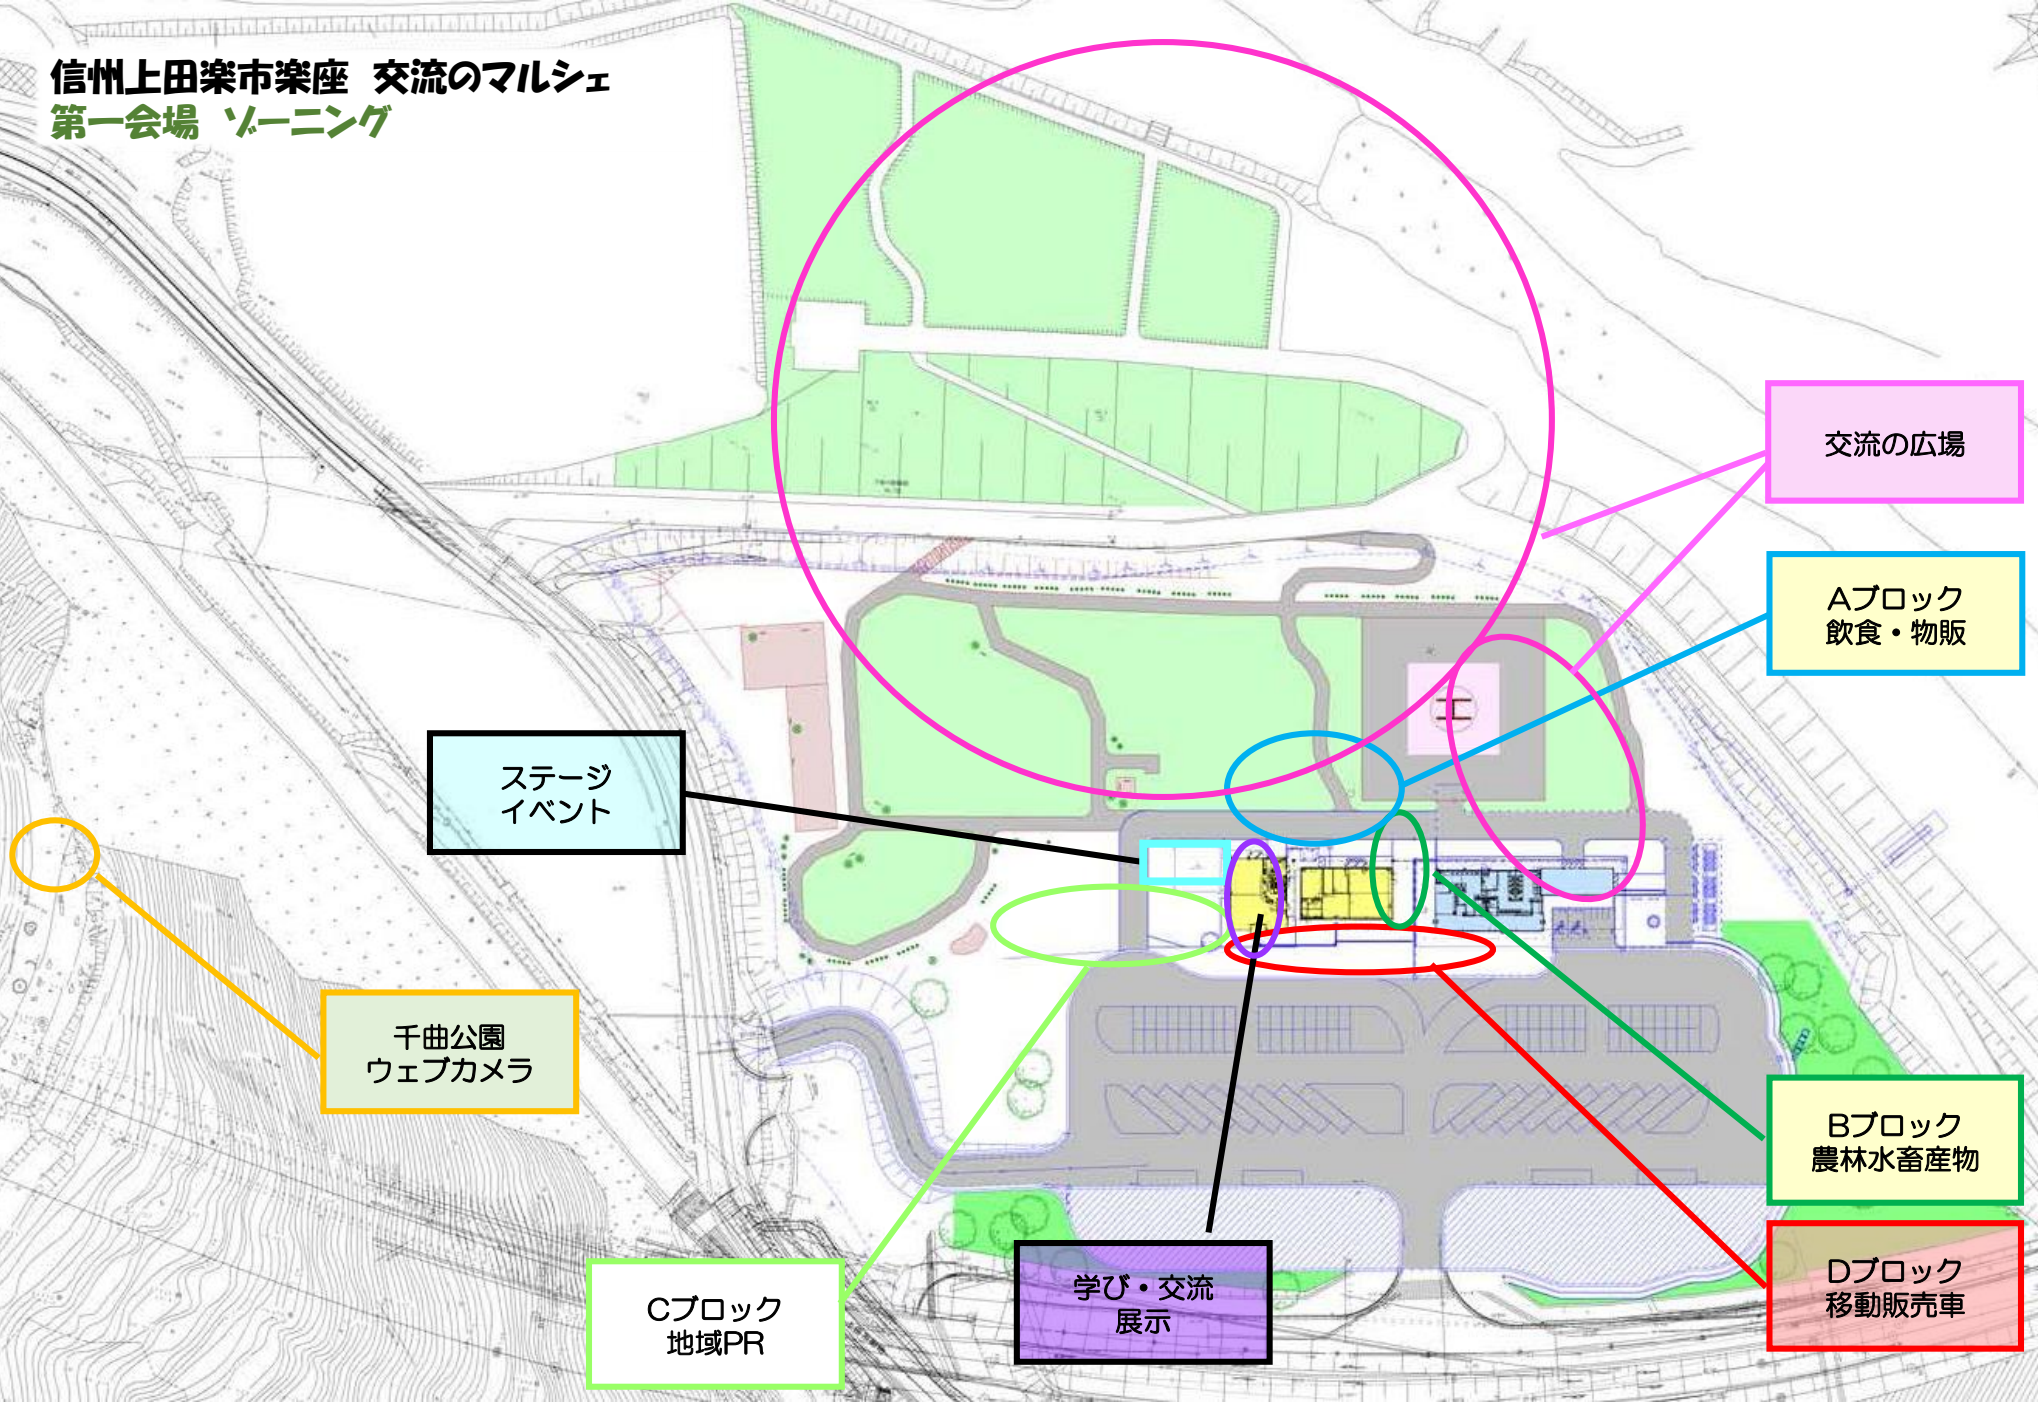 信州上田楽市楽座　交流のマルシェ
第一会場　ゾーニング
交流の広場
Aブロック
飲食・物販
ステージ
イベント
千曲公園
ウェブカメラ
Bブロック
農林水畜産物
Cブロック
地域PR
学び・交流
展示
Dブロック
移動販売車